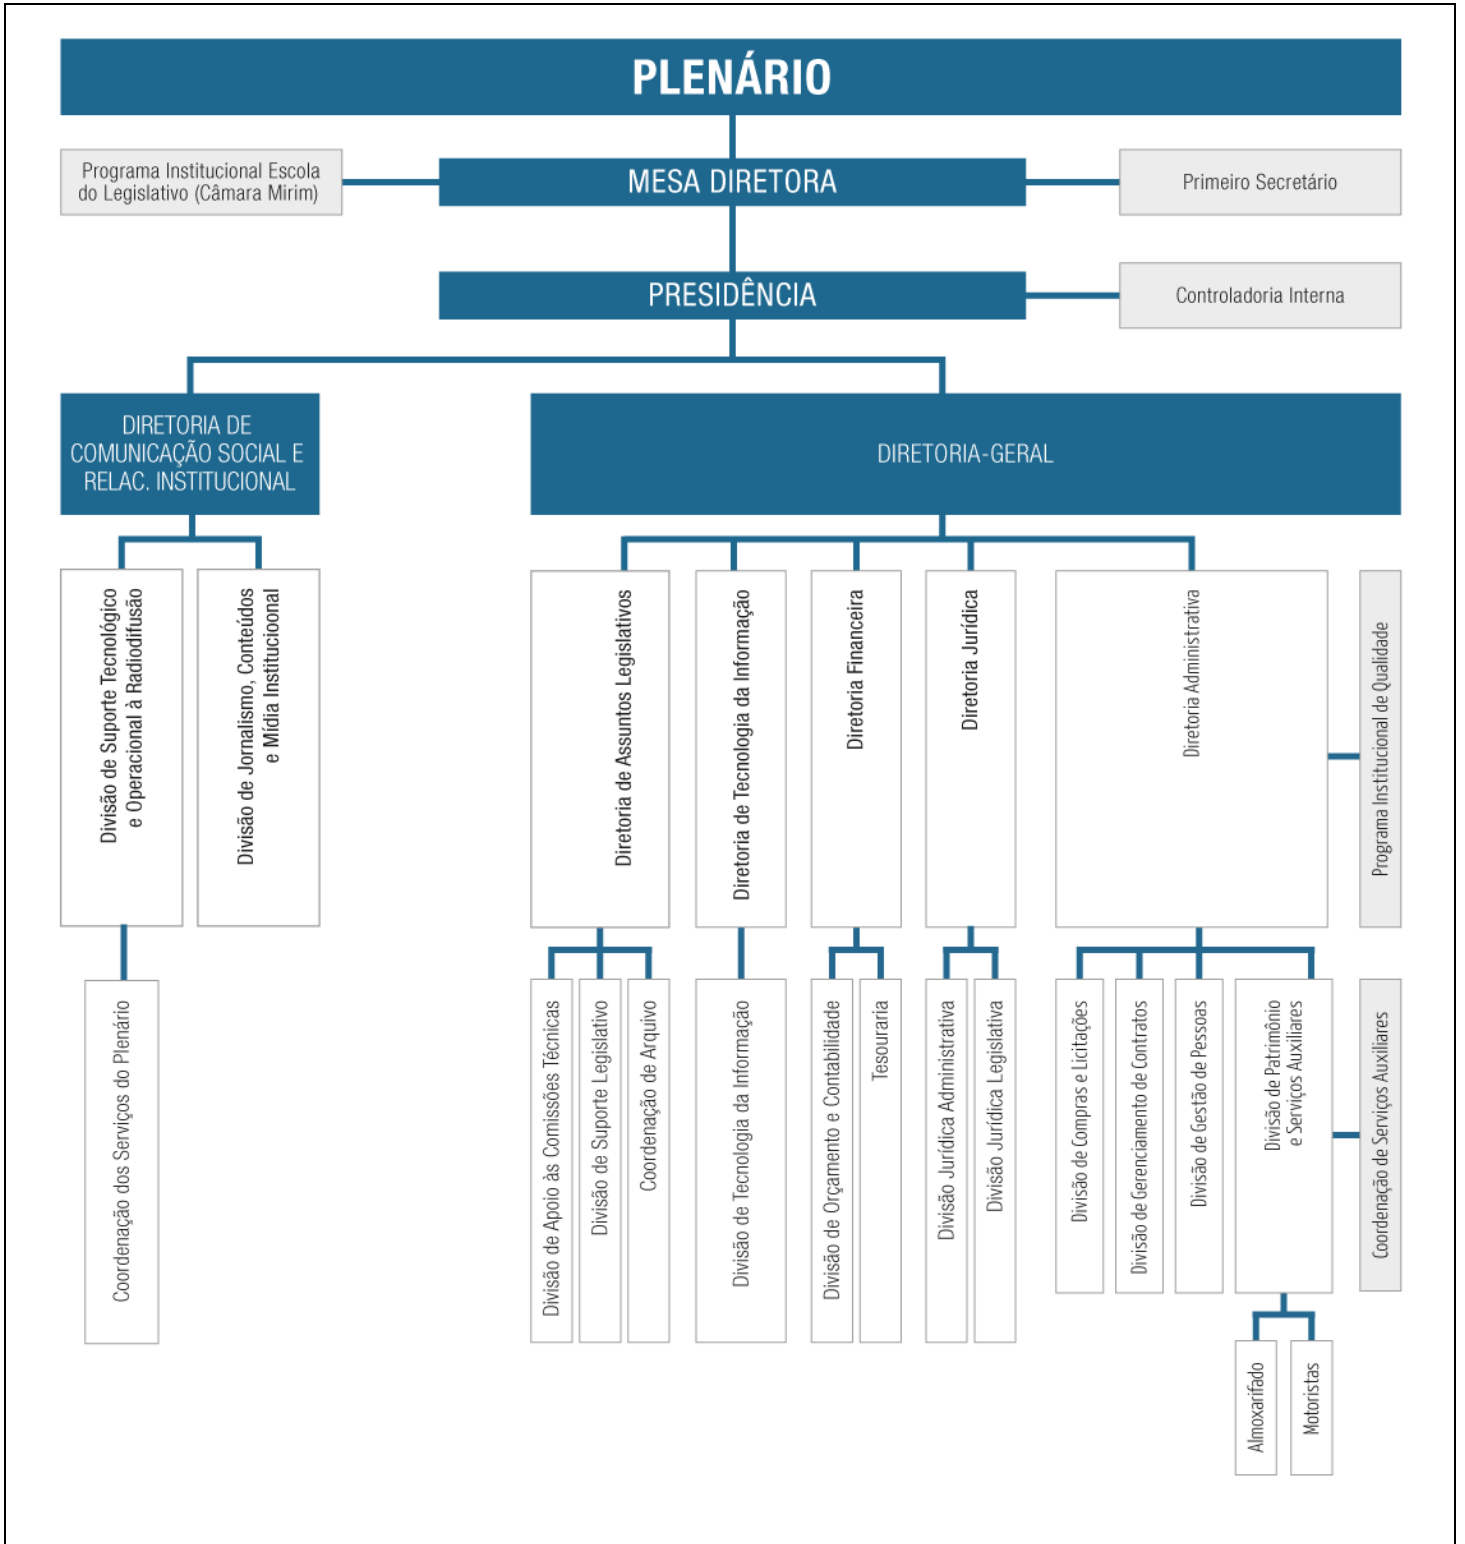 PLENÁRIO
Programa Institucional Escola
do Legislativo (Câmara Mirim)
MESA DIRETORA
Primeiro Secretário
PRESIDÊNCIA
Controladoria Interna
DIRETORIA DE
COMUNICAÇÃO SOCIAL E
RELAC. INSTITUCIONAL
DIRETORIA-GERAL
Divisão de Suporte Tecnológico
e Operacional à Radiodifusão
Divisão de Jornalismo, Conteúdos
e Mídia Institucioonal
Diretoria de Assuntos Legislativos
Diretoria de Tecnologia da Informação
Diretoria Financeira
Diretoria Jurídica
Diretoria Administrativa
Programa Institucional de Qualidade
Coordenação dos Serviços do Plenário
Divisão de Apoio às Comissões Técnicas
Divisão de Suporte Legislativo
Coordenação de Arquivo
Divisão de Tecnologia da Informação
Divisão de Orçamento e Contabilidade
Tesouraria
Divisão Jurídica Administrativa
Divisão Jurídica Legislativa
Divisão de Compras e Licitações
Divisão de Gerenciamento de Contratos
Divisão de Gestão de Pessoas
Divisão de Patrimônio
e Serviços Auxiliares
Coordenação de Serviços Auxiliares
Almoxarifado
Motoristas